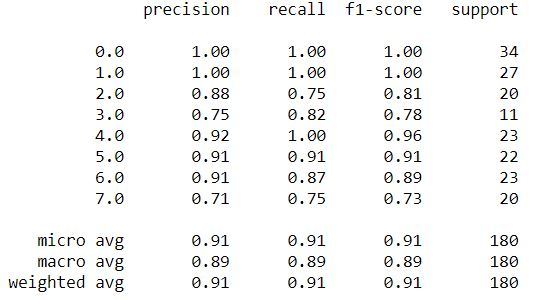 precision recall f1-score support
0.0 1.00 1.00 1.00 34
1.0 1.00 1.00 1.00 27
2.0 0.88 0.75 0.81 20
3.0 0.75 0.82 0.78 11
4.0 0.92 1.00 0.96 23
5.0 0.91 0.91 0.91 22
6.0 0.91 0.87 0.89 23
7.0 0.71 0.75 0.73 20
micro avg 0.91 0.91 0.91 180
macro avg 0.89 0.89 0.89 180
weighted avg 0.91 0.91 0.91 180